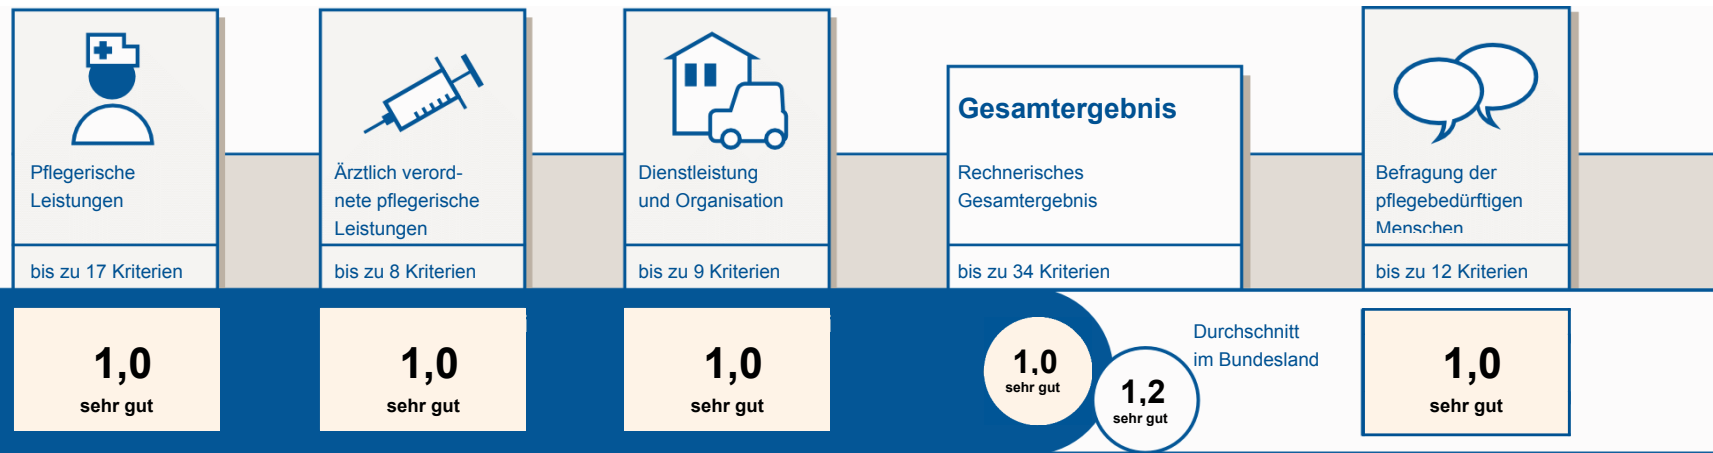 Pflegerische
Leistungen
bis zu 17 Kriterien
1,0
sehr gut
Ärztlich verord-
nete pflegerische
Leistungen
bis zu 8 Kriterien
1,0
sehr gut
Dienstleistung
und Organisation
bis zu 9 Kriterien
1,0
sehr gut
Gesamtergebnis
Rechnerisches
Gesamtergebnis
bis zu 34 Kriterien
1,0
sehr gut
1,2
sehr gut
Durchschnitt
im Bundesland
Befragung der
pflegebedürftigen
Menschen
bis zu 12 Kriterien
1,0
sehr gut